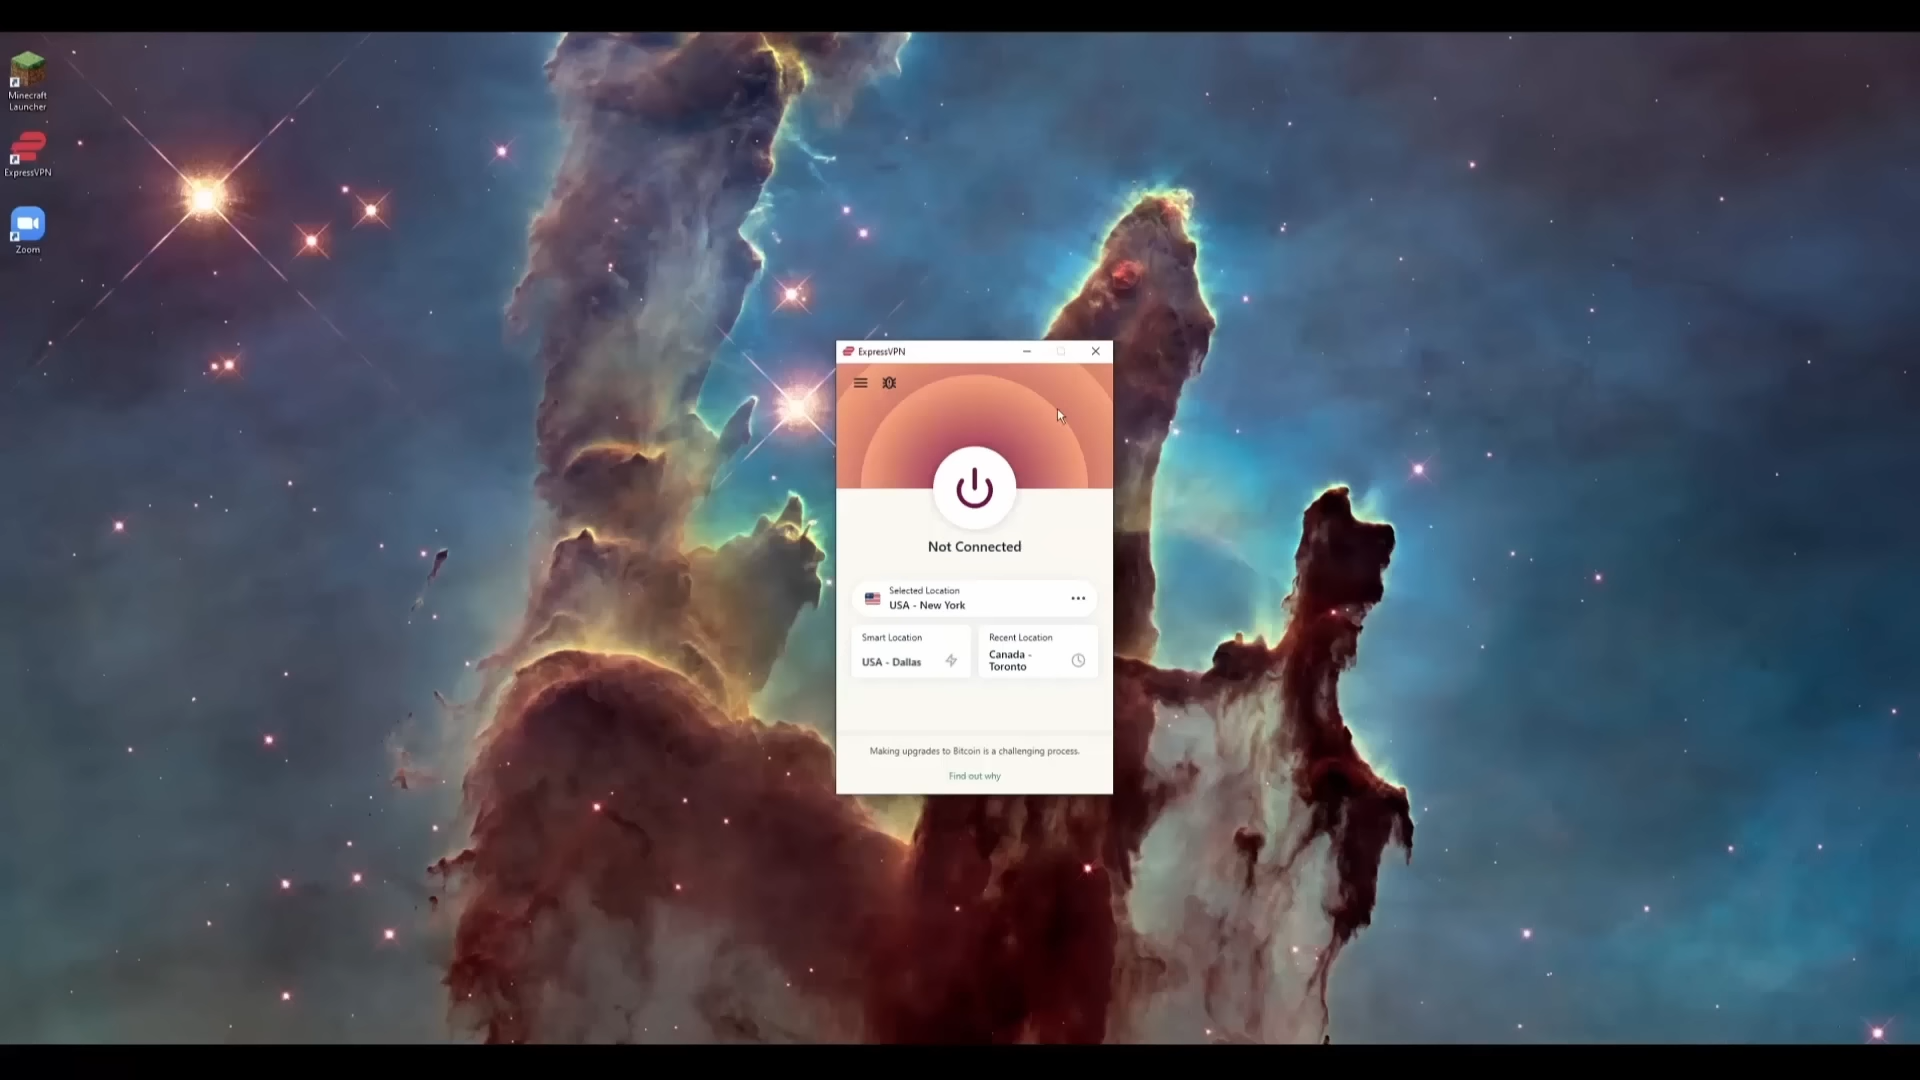 Minecraft
Launcher
ExpressVPN
Zoom
ExpressVPN
Not Connected
Selected Location
USA - New York
Smart Location
USA - Dallas
Recent Location
Canada -
Toronto
Making upgrades to Bitcoin is a challenging process.
Find out why